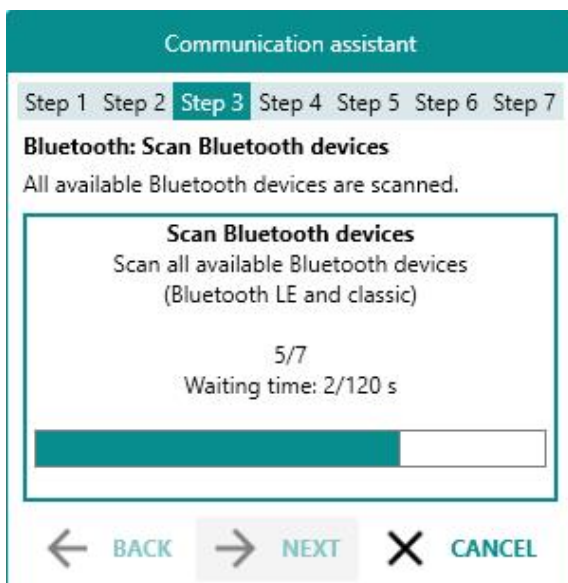 Communication assistant
Step 1 Step 2 Step 3 Step 4 Step 5 Step 6 Step 7
Bluetooth: Scan Bluetooth devices
All available Bluetooth devices are scanned.
Scan Bluetooth devices
Scan all available Bluetooth devices
(Bluetooth LE and classic)
5/7
Waiting time: 2/120 s
BACK NEXT CANCEL